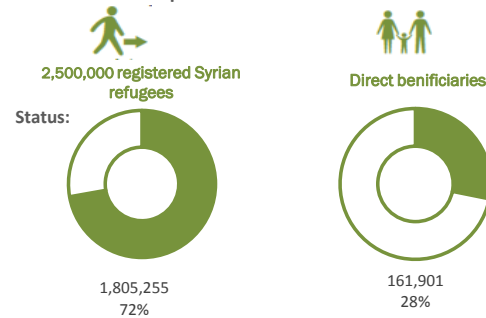 2,500,000 registered Syrian
refugees
Direct benificiaries
Status:
1,805,255
72%
161,901
28%